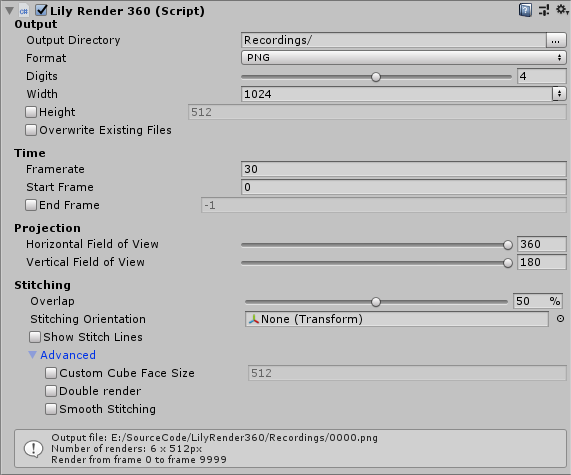 Lily Render 360 (Script)
Output
Output Directory Recordings/ ...
Format PNG
Digits 4
Width 1024
Height 512
Overwrite Existing Files
Time
Framerate 30
Start Frame 0
End Frame -1
Projection
Horizontal Field of View 360
Vertical Field of View 180
Stitching
Overlap 50 %
Stitching Orientation None (Transform)
Show Stitch Lines
Advanced
Custom Cube Face Size 512
Double render
Smooth Stitching
Output file: E:/SourceCode/LilyRender360/Recordings/0000.png
Number of renders: 6 x 512px
Render from frame 0 to frame 9999